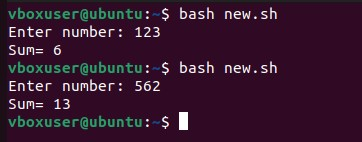 vboxuser@ubuntu:~$ bash new.sh
Enter number: 123
Sum= 6
vboxuser@ubuntu:~$ bash new.sh
Enter number: 562
Sum= 13
vboxuser@ubuntu:~$